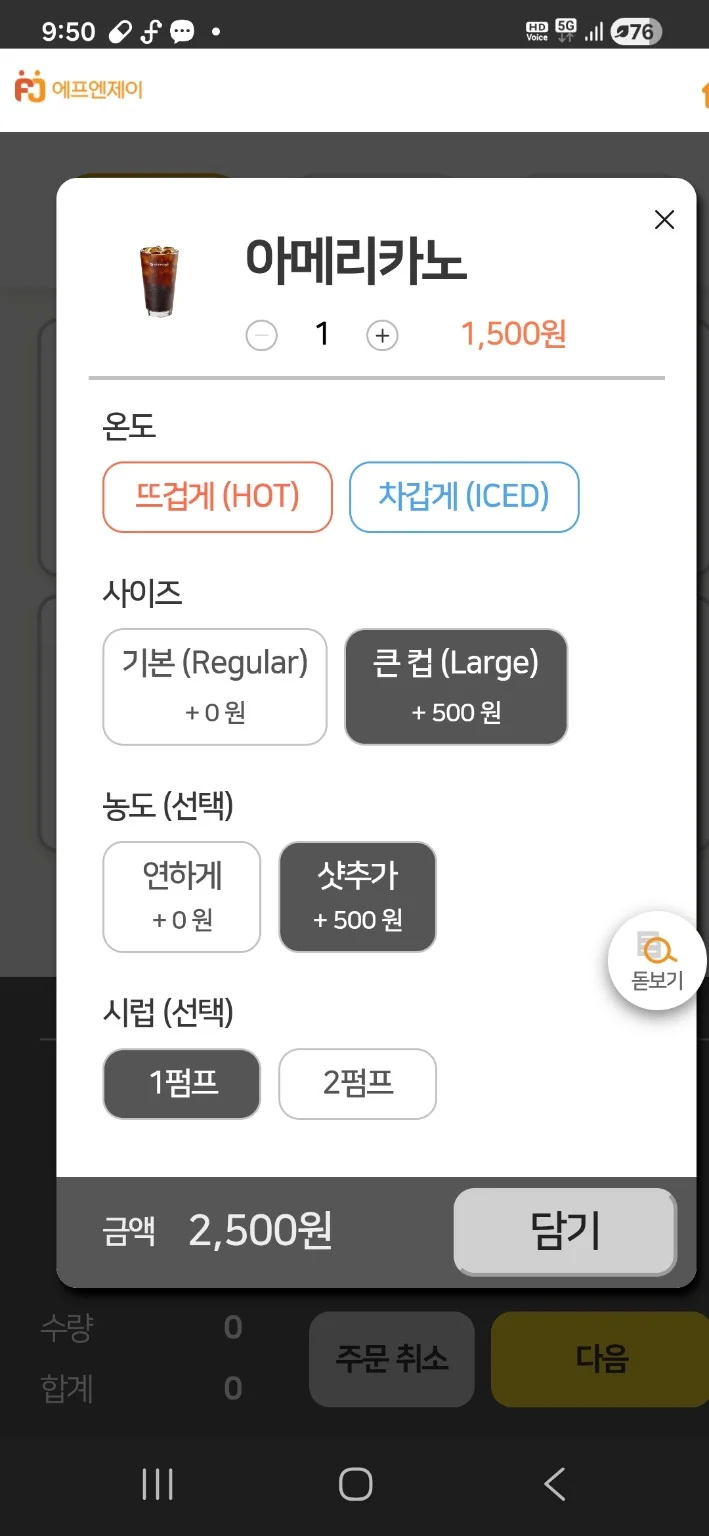 9:50
HD Voice 5G 76
에프엔제이
아메리카노
1 1,500원
온도
뜨겁게 (HOT) 차갑게 (ICED)
사이즈
기본 (Regular) 큰 컵 (Large)
+ 0 원 + 500 원
농도 (선택)
연하게 샷추가
+ 0 원 + 500 원
돋보기
시럽 (선택)
1펌프 2펌프
금액 2,500원 담기
수량 0
주문 취소 다음
합계 0